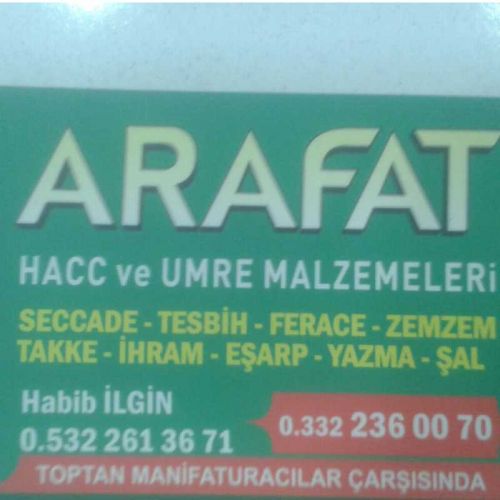 ARAFAT
HACC ve UMRE MALZEMELERİ
SECCADE - TESBİH - FERACE - ZEMZEM
TAKKE - İHRAM - EŞARP - YAZMA - ŞAL
Habib İLGİN
0.332 236 00 70
0.532 261 36 71
TOPTAN MANİFATURACILAR ÇARŞISINDA